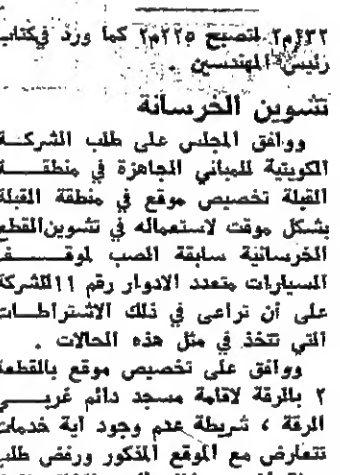 ٢٣٢م٢ لتصبح ٢٢٥م٢ كما ورد في كتاب
رئيس المهندسين .
تشوين الخرسانة
ووافق المجلس على طلب الشركة
الكويتية للمباني الجاهزة في منطقة
القبلة تخصيص موقع في منطقة القبلة
بشكل موقت لاستعماله في تشوين القطع
الخرسانية سابقة الصب لموقف
السيارات متعدد الادوار رقم ١١ للشركة
على أن تراعى في ذلك الاشتراطات
التي تتخذ في مثل هذه الحالات .
ووافق على تخصيص موقع بالقطعة
٢ بالرقة لاقامة مسجد دائم غربي
الرقة ، شريطة عدم وجود أية خدمات
تتعارض مع الموقع المذكور ورفض طلب